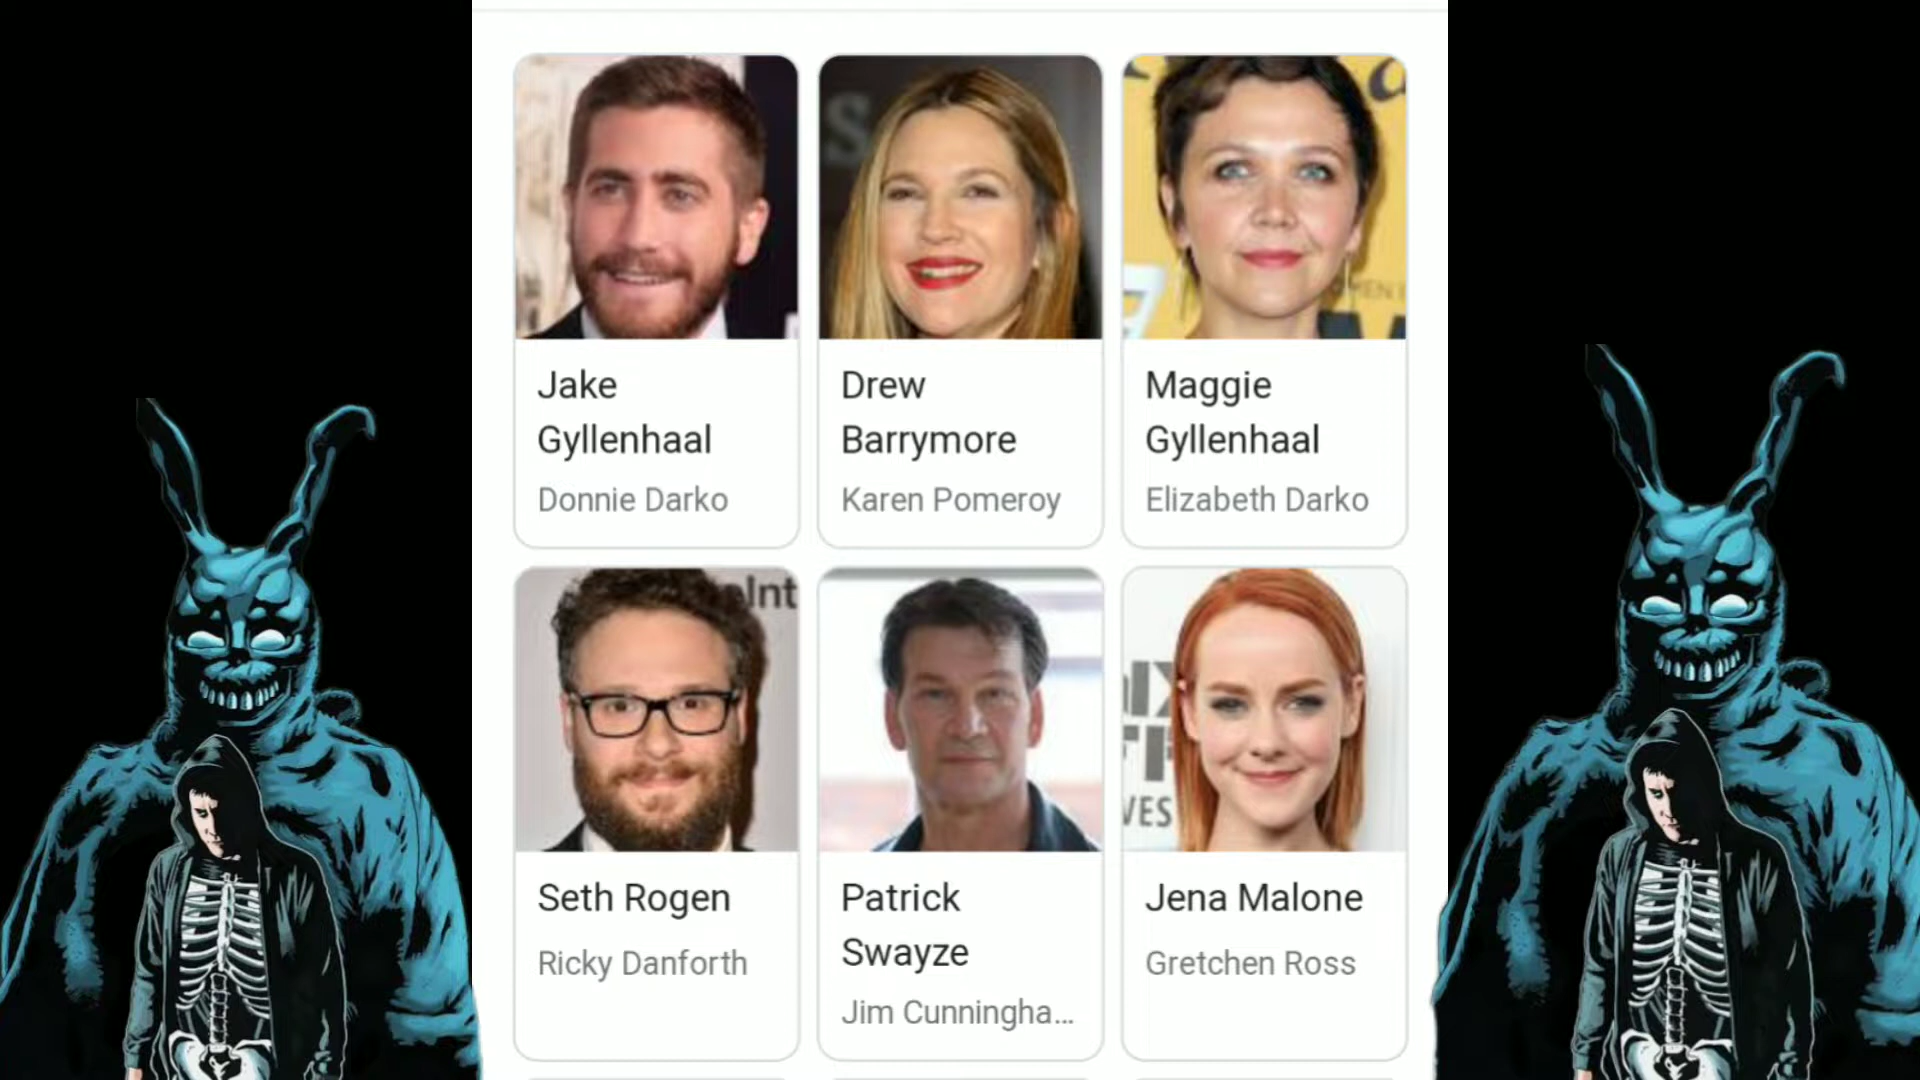 Jake
Gyllenhaal
Donnie Darko
Drew
Barrymore
Karen Pomeroy
Maggie
Gyllenhaal
Elizabeth Darko
Seth Rogen
Ricky Danforth
Patrick
Swayze
Jim Cunningha...
Jena Malone
Gretchen Ross